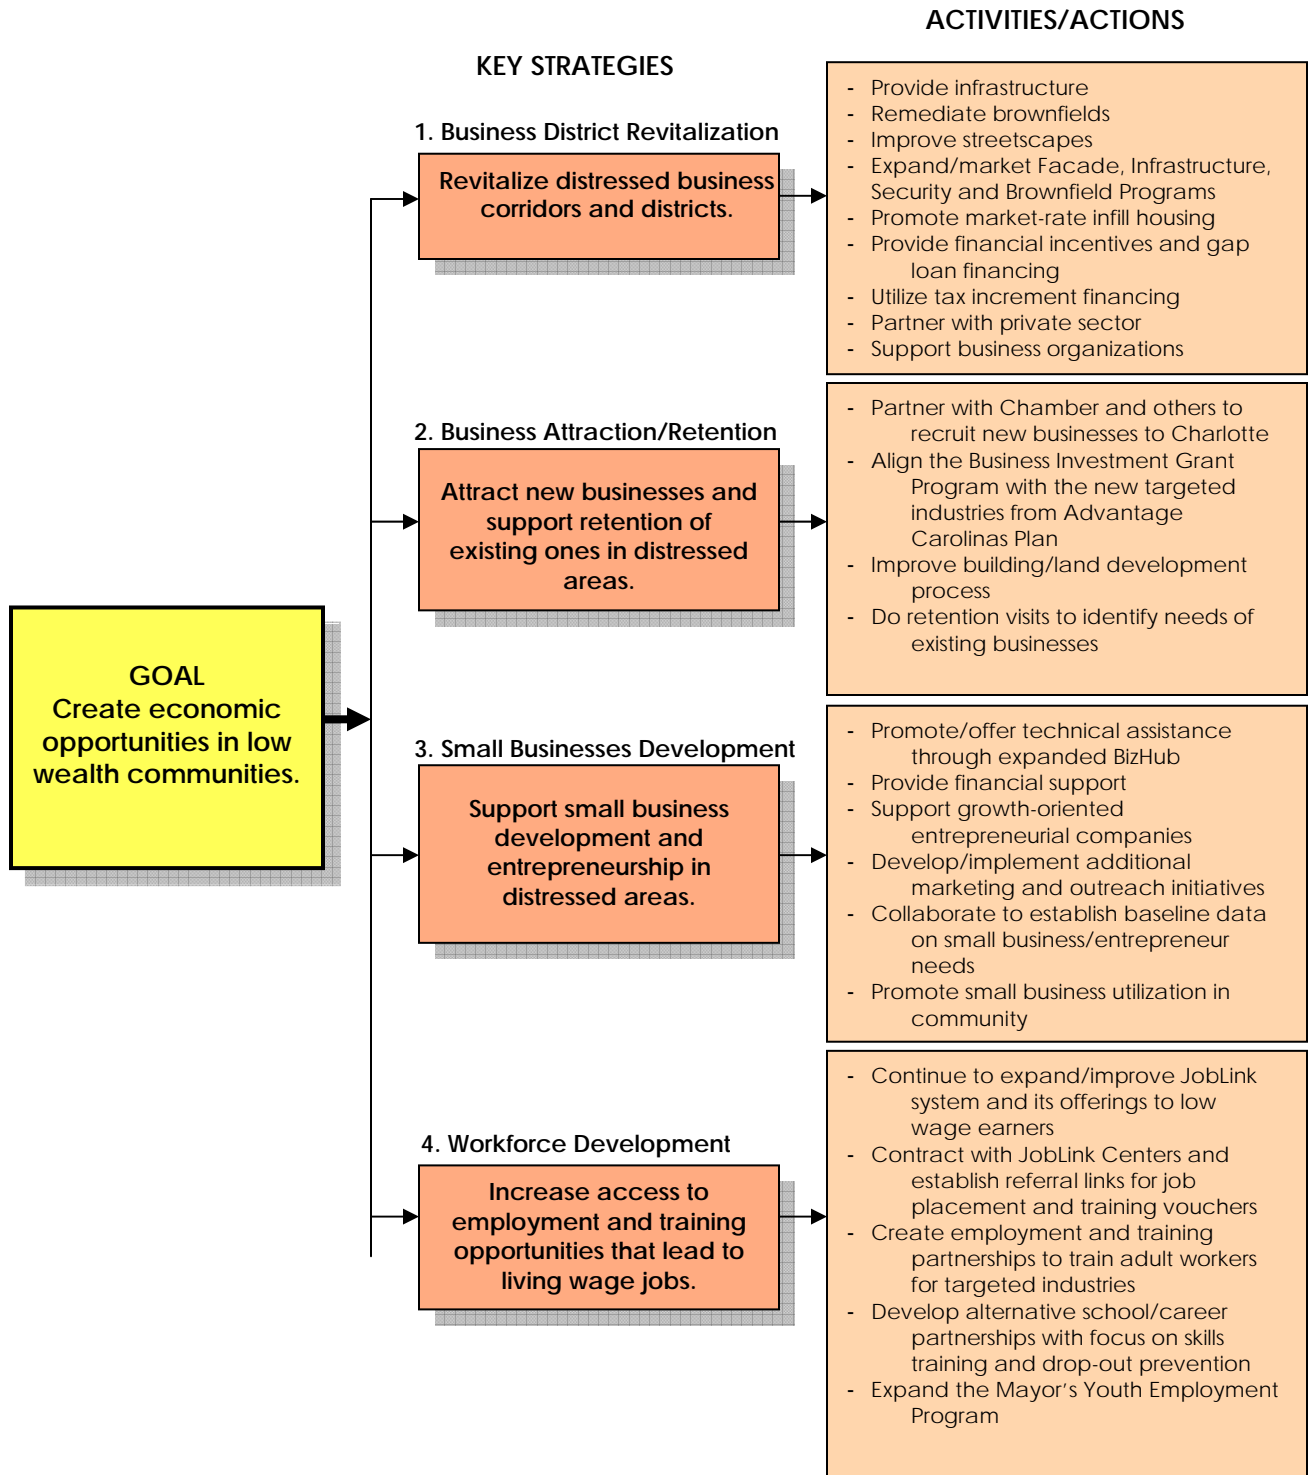 ACTIVITIES/ACTIONS
KEY STRATEGIES
GOAL
Create economic
opportunities in low
wealth communities.
1. Business District Revitalization
Revitalize distressed business
corridors and districts.
- Provide infrastructure
- Remediate brownfields
- Improve streetscapes
- Expand/market Facade, Infrastructure,
Security and Brownfield Programs
- Promote market-rate infill housing
- Provide financial incentives and gap
loan financing
- Utilize tax increment financing
- Partner with private sector
- Support business organizations
2. Business Attraction/Retention
Attract new businesses and
support retention of
existing ones in distressed
areas.
- Partner with Chamber and others to
recruit new businesses to Charlotte
- Align the Business Investment Grant
Program with the new targeted
industries from Advantage
Carolinas Plan
- Improve building/land development
process
- Do retention visits to identify needs of
existing businesses
3. Small Businesses Development
Support small business
development and
entrepreneurship in
distressed areas.
- Promote/offer technical assistance
through expanded BizHub
- Provide financial support
- Support growth-oriented
entrepreneurial companies
- Develop/implement additional
marketing and outreach initiatives
- Collaborate to establish baseline data
on small business/entrepreneur
needs
- Promote small business utilization in
community
4. Workforce Development
Increase access to
employment and training
opportunities that lead to
living wage jobs.
- Continue to expand/improve JobLink
system and its offerings to low
wage earners
- Contract with JobLink Centers and
establish referral links for job
placement and training vouchers
- Create employment and training
partnerships to train adult workers
for targeted industries
- Develop alternative school/career
partnerships with focus on skills
training and drop-out prevention
- Expand the Mayor's Youth Employment
Program